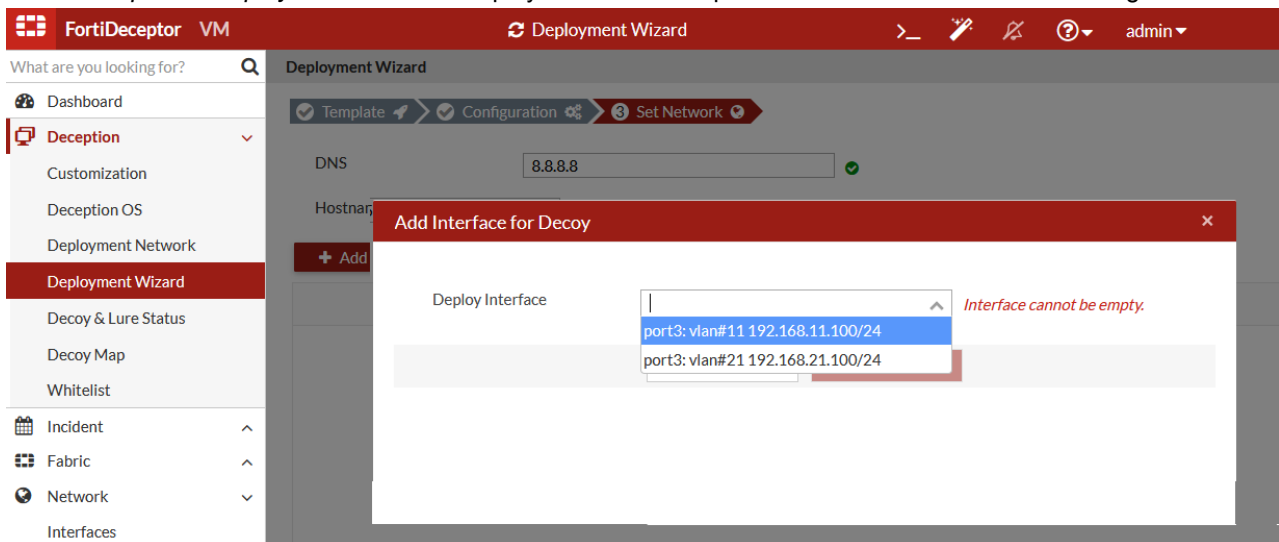 FortiDeceptor VM
Deployment Wizard
>_
admin
What are you looking for?
Deployment Wizard
Dashboard
Template
Configuration
3 Set Network
Deception
DNS
8.8.8.8
Customization
Deception OS
Hostnam
Add Interface for Decoy
×
Deployment Network
+ Add
Deployment Wizard
Deploy Interface
Interface cannot be empty.
Decoy & Lure Status
port3: vlan#11 192.168.11.100/24
Decoy Map
port3: vlan#21 192.168.21.100/24
Whitelist
Incident
Fabric
Network
Interfaces